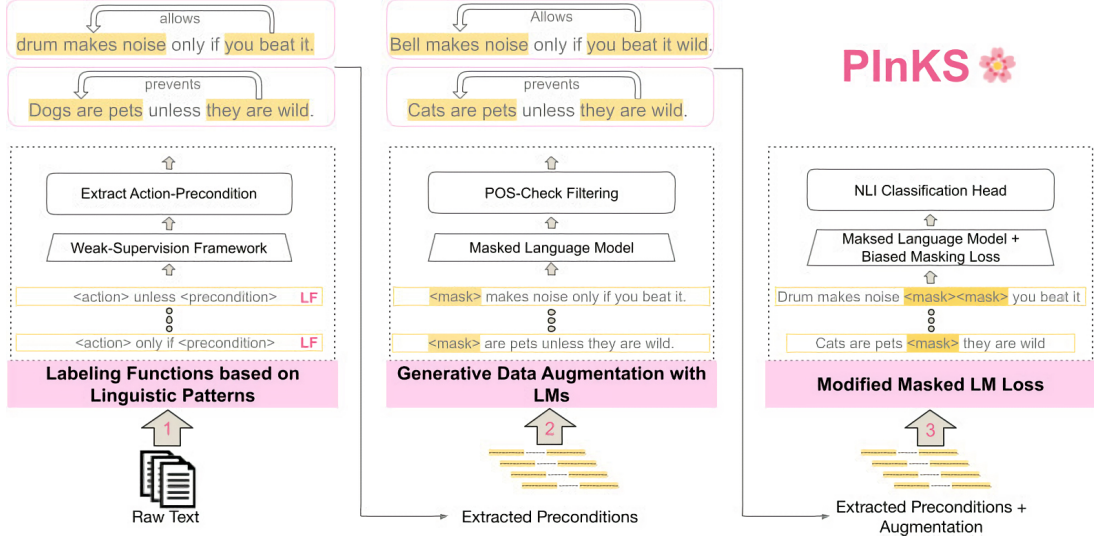 allows
drum makes noise only if you beat it.
prevents
Dogs are pets unless they are wild.
Extract Action-Precondition
Weak-Supervision Framework
<action> unless <precondition> LF
<action> only if <precondition> LF
Labeling Functions based on
Linguistic Patterns
1
Raw Text
Allows
Bell makes noise only if you beat it wild.
prevents
Cats are pets unless they are wild.
POS-Check Filtering
Masked Language Model
<mask> makes noise only if you beat it.
<mask> are pets unless they are wild.
Generative Data Augmentation with
LMs
2
Extracted Preconditions
PInKS
NLI Classification Head
Maksed Language Model +
Biased Masking Loss
Drum makes noise <mask><mask> you beat it
Cats are pets <mask> they are wild
Modified Masked LM Loss
3
Extracted Preconditions +
Augmentation